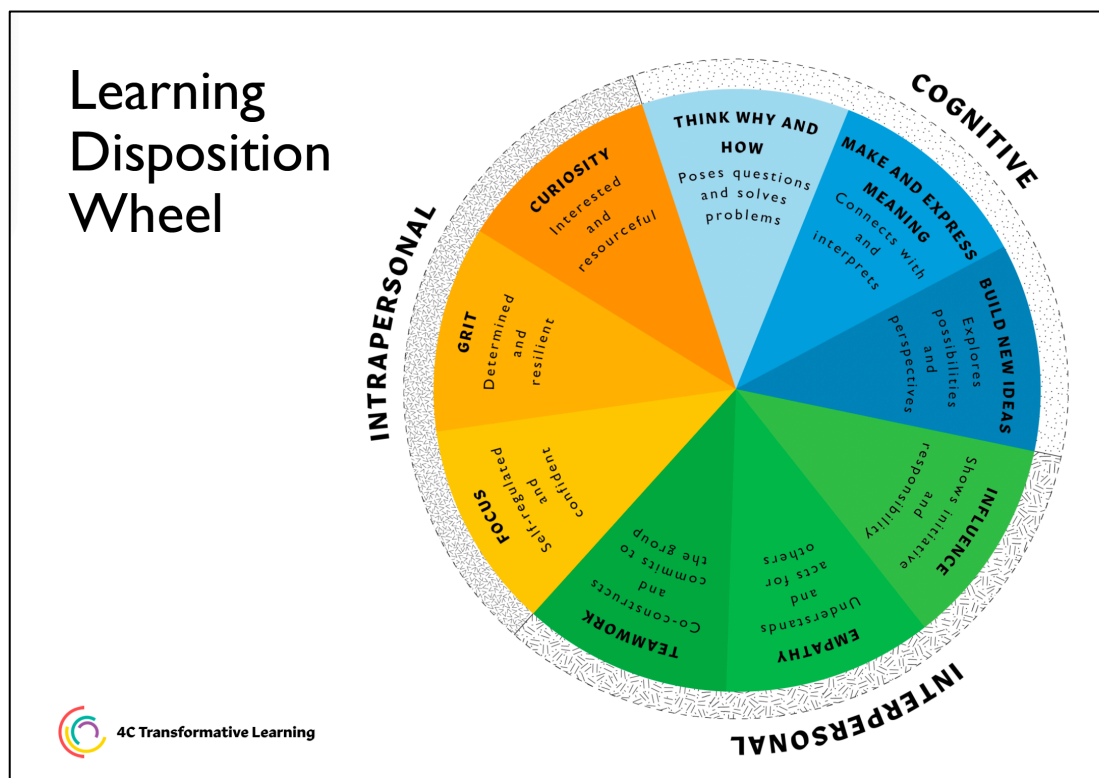 Learning
Disposition
Wheel
COGNITIVE
THINK WHY AND
HOW
Poses questions
and solves
problems
MAKE AND EXPRESS
MEANING
Connects with
and
interprets
BUILD NEW IDEAS
Explores
possibilities
and
perspectives
INTERPERSONAL
INFLUENCE
Shows initiative
and
responsibility
EMPATHY
Understands
and
acts for
others
TEAMWORK
Co-constructs
and
commits to
the group
INTRAPERSONAL
FOCUS
Self-regulated
and
confident
GRIT
Determined
and
resilient
CURIOSITY
Interested
and
resourceful
4C Transformative Learning